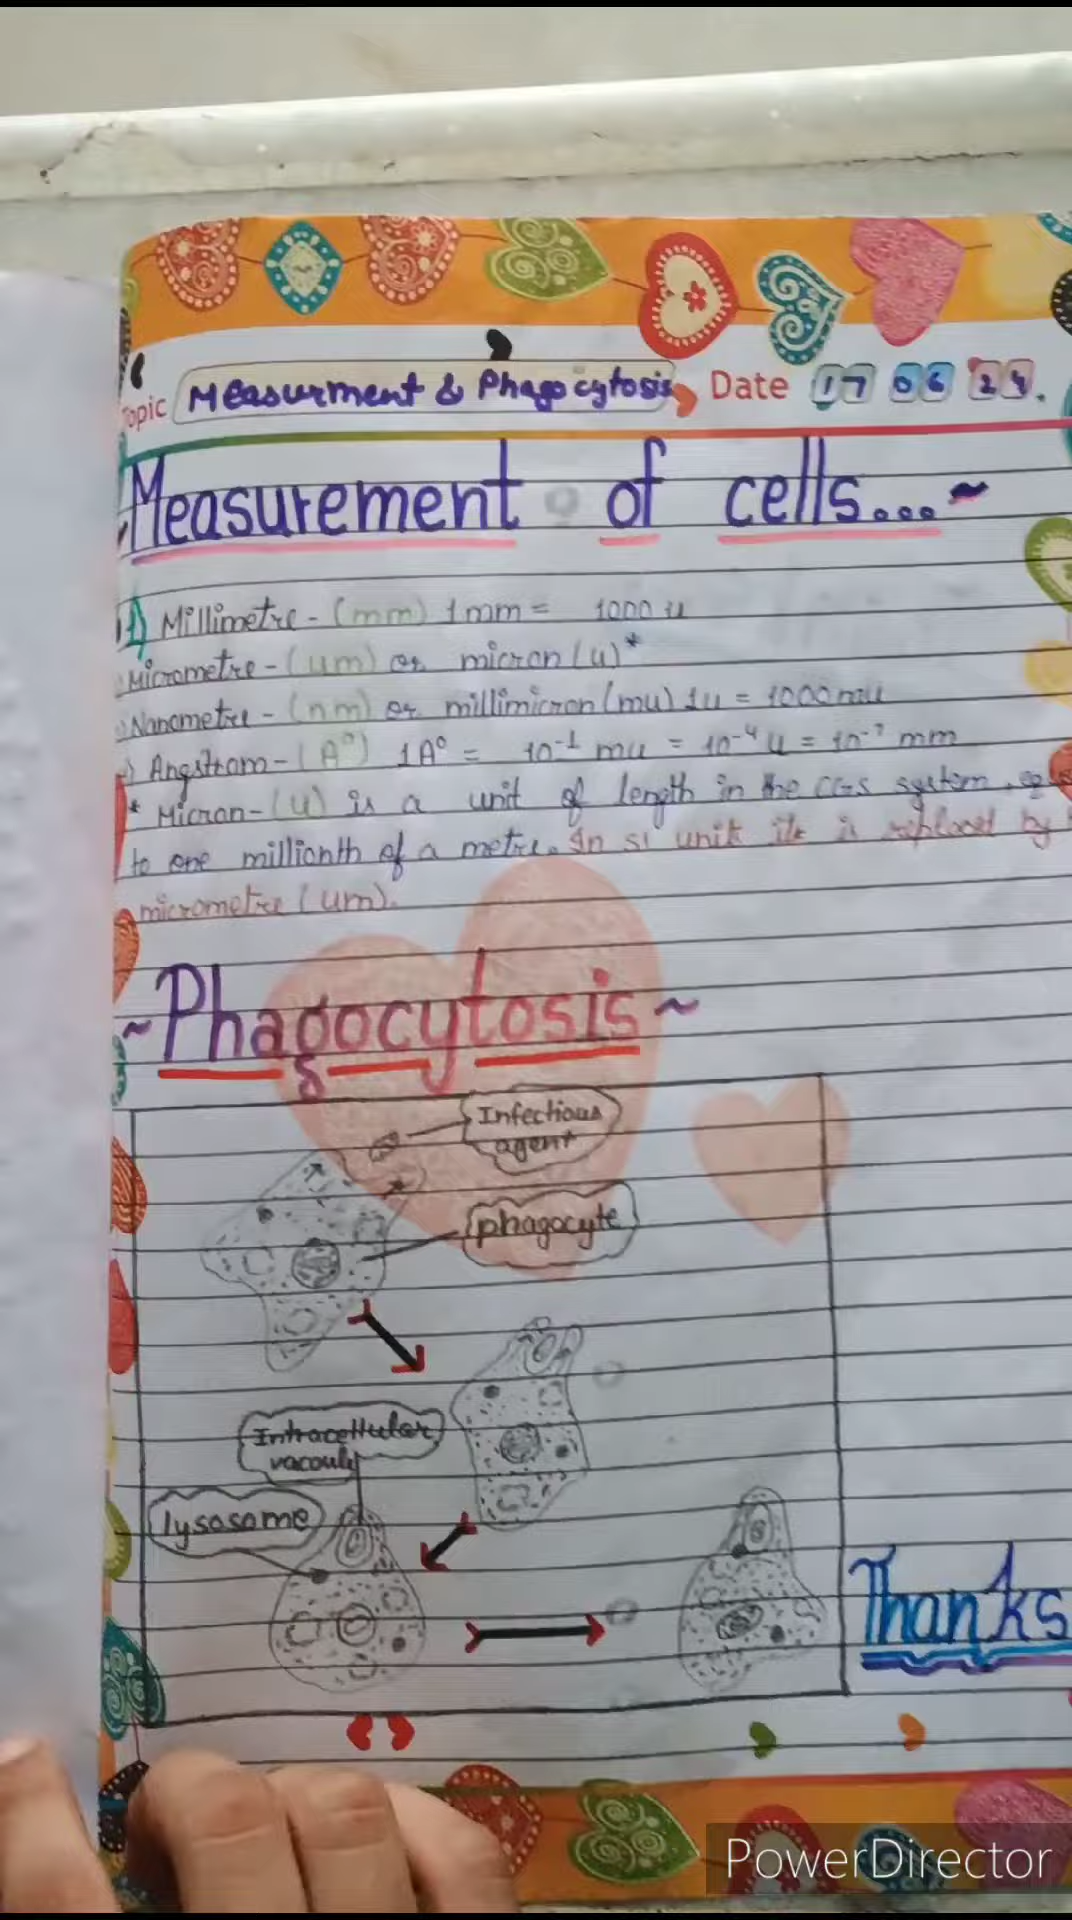 Topic Measurment & Phagocytosis Date 17 06 24.
Measurement of cells...~
1) Millimetre - (mm) 1mm = 1000 u
Micrometre - (um) or micron (u)*
Nanometre - (nm) or millimicron (mu) 1u = 1000 mu
Angstrom - (A°) 1A° = 10⁻¹ mu = 10⁻⁴ u = 10⁻⁷ mm
* Micron - (u) is a unit of length in the CGS system,
to one millionth of a metre. In SI unit it is replaced by
micrometre (um).
~Phagocytosis~
Infectious
agent
phagocyte
Intracellular
vacoule
lysosome
Thanks
PowerDirector